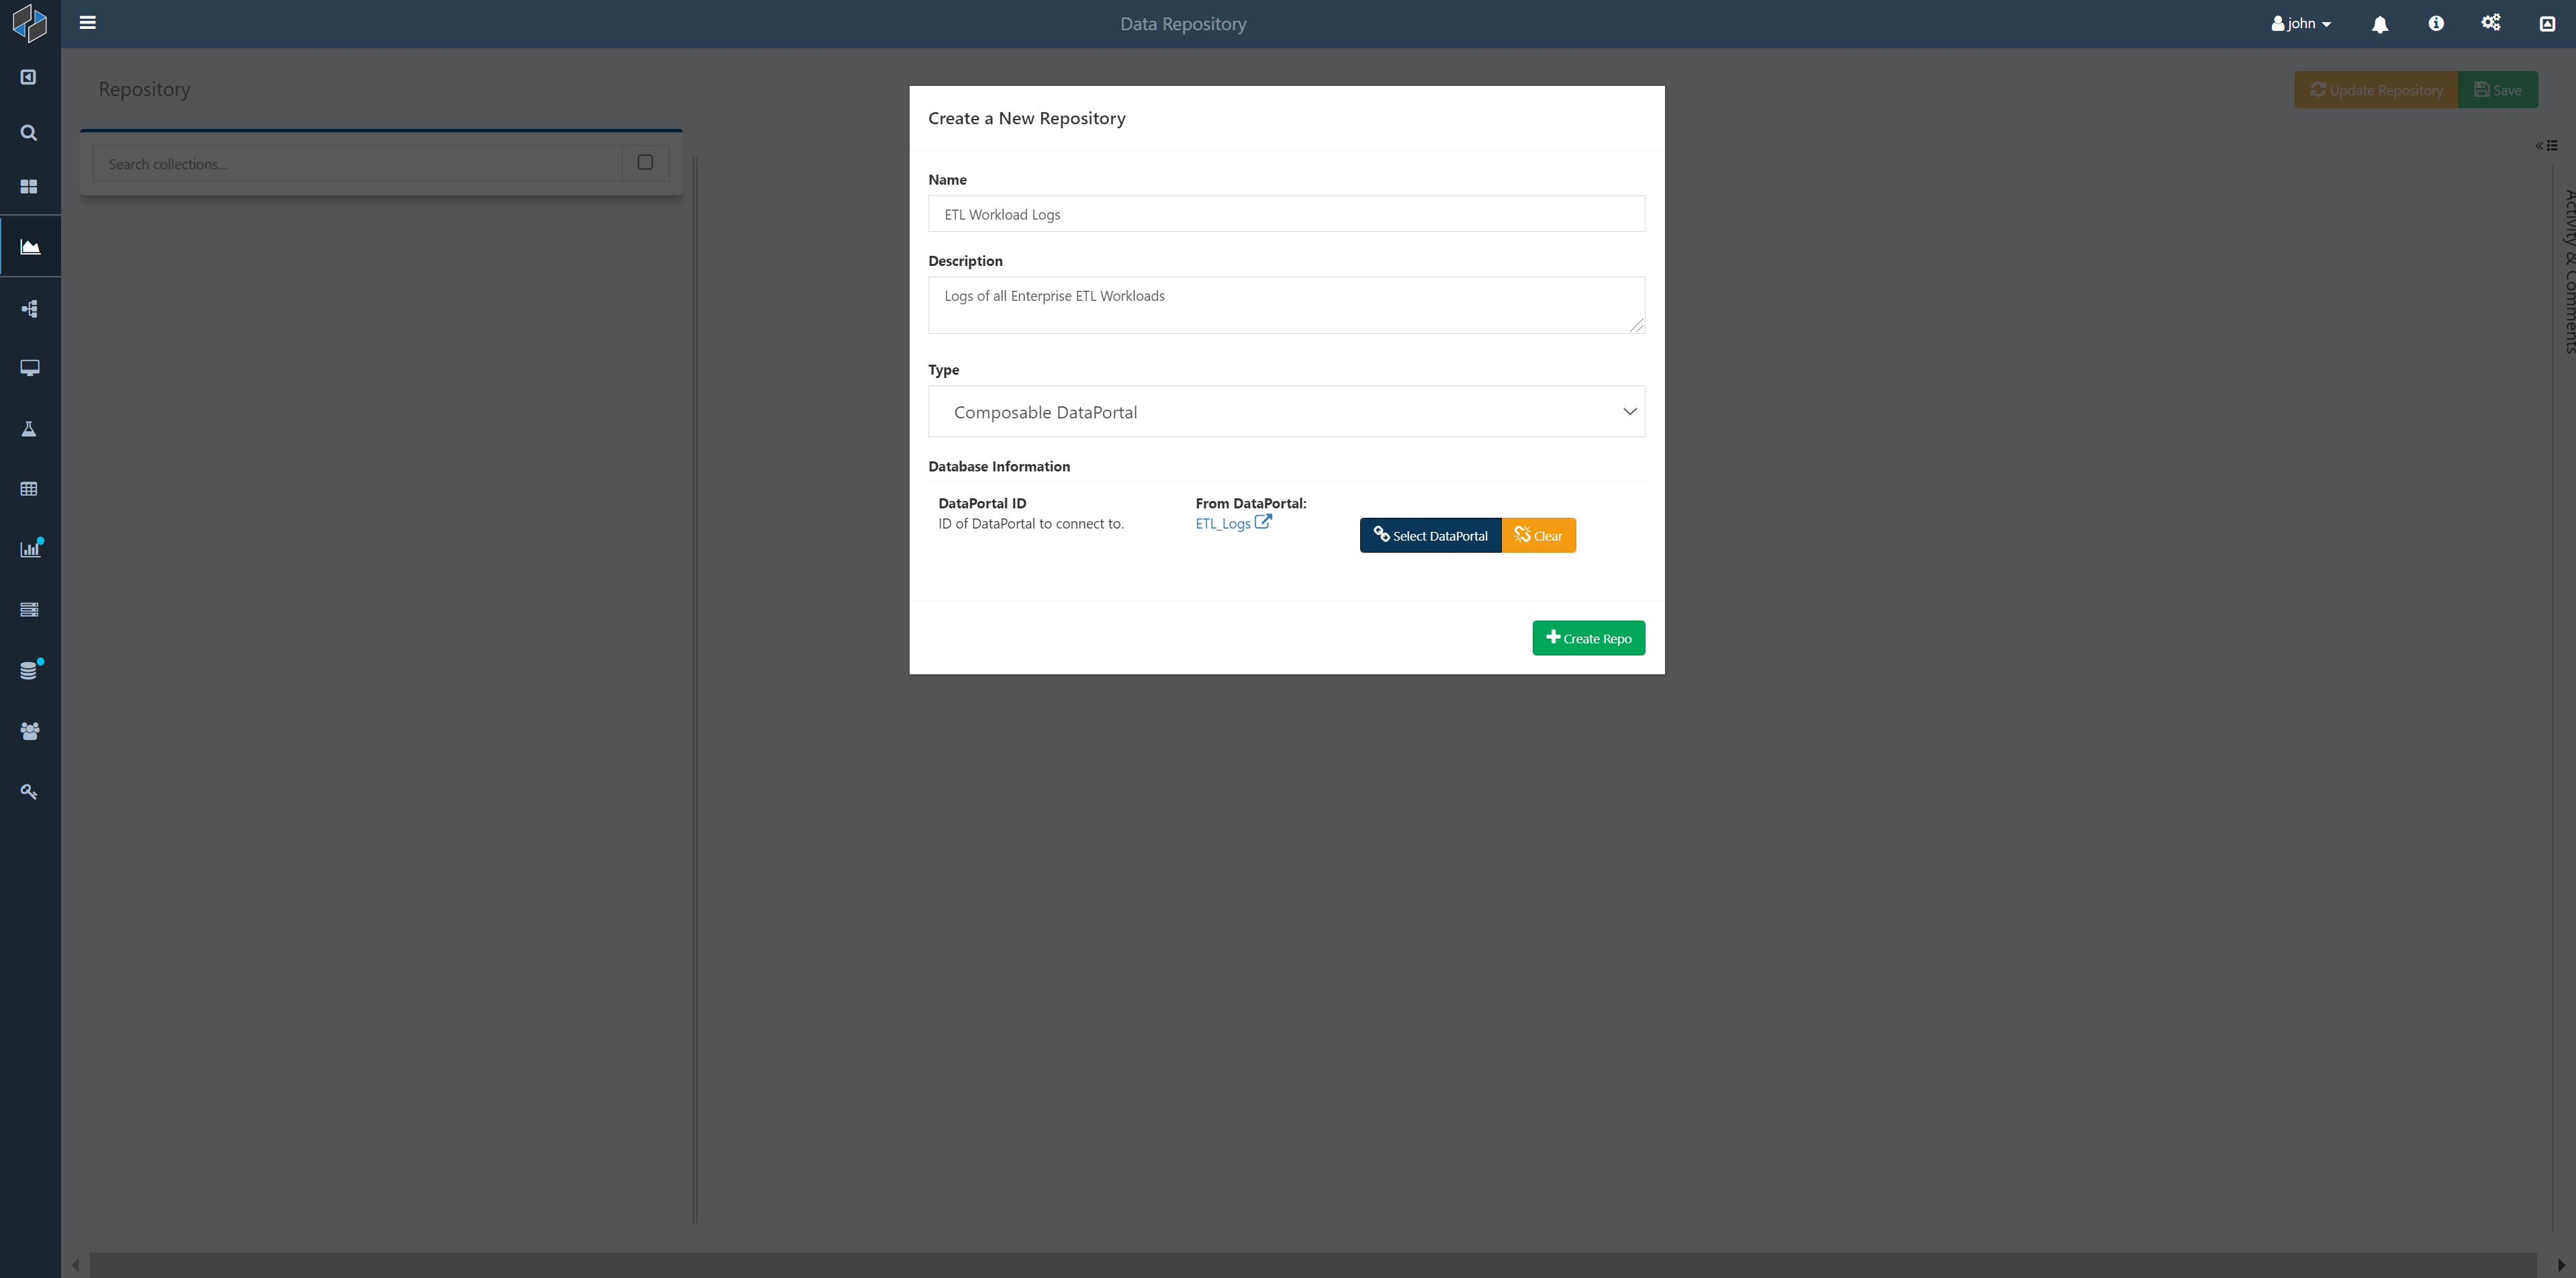 Data Repository
john
Repository
Update Repository
Save
Search collections...
Activity & Comments
Create a New Repository
Name
ETL Workload Logs
Description
Logs of all Enterprise ETL Workloads
Type
Composable DataPortal
Database Information
DataPortal ID
ID of DataPortal to connect to.
From DataPortal:
ETL_Logs
Select DataPortal
Clear
Create Repo